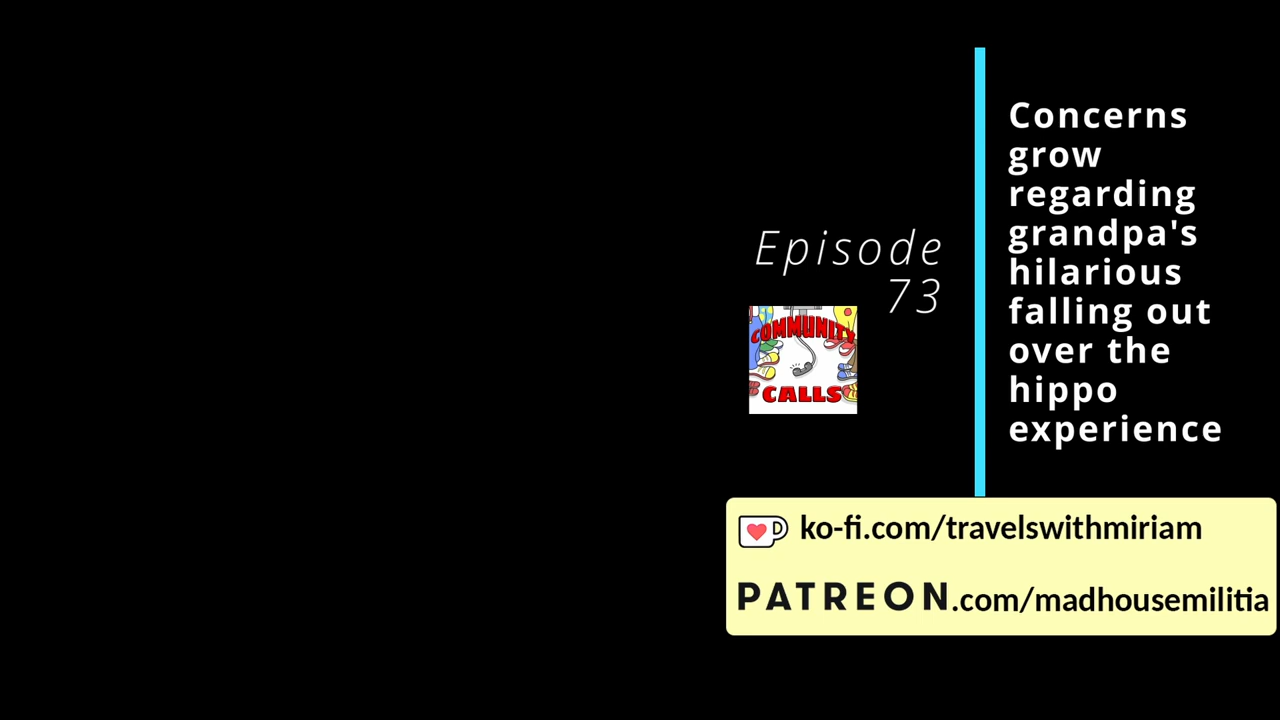 Episode
73
COMMUNITY
CALLS
Concerns
grow
regarding
grandpa's
hilarious
falling out
over the
hippo
experience
ko-fi.com/travelswithmiriam
PATREON.com/madhousemilitia